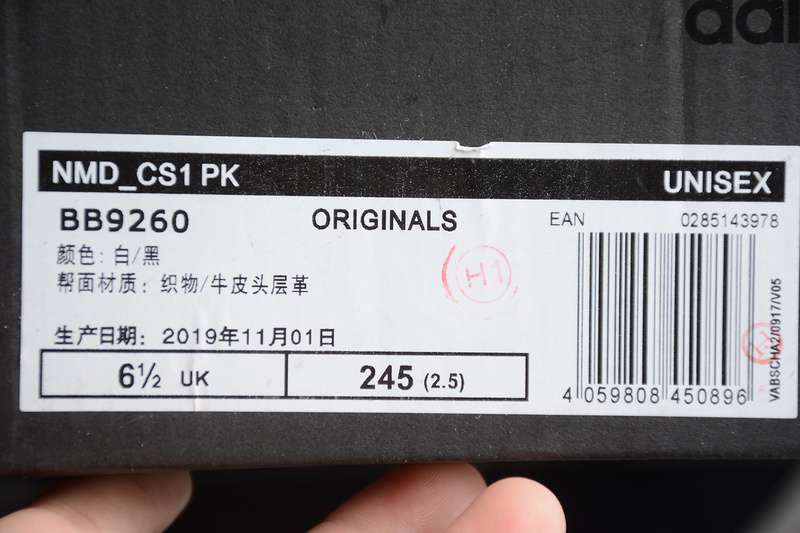 adi
NMD_CS1 PK UNISEX
BB9260 ORIGINALS EAN 0285143978
颜色: 白/黑
帮面材质: 织物/牛皮头层革
H1
生产日期: 2019年11月01日
6½ UK 245 (2.5)
4 059808 450896
VABSCHA2/0917/V05